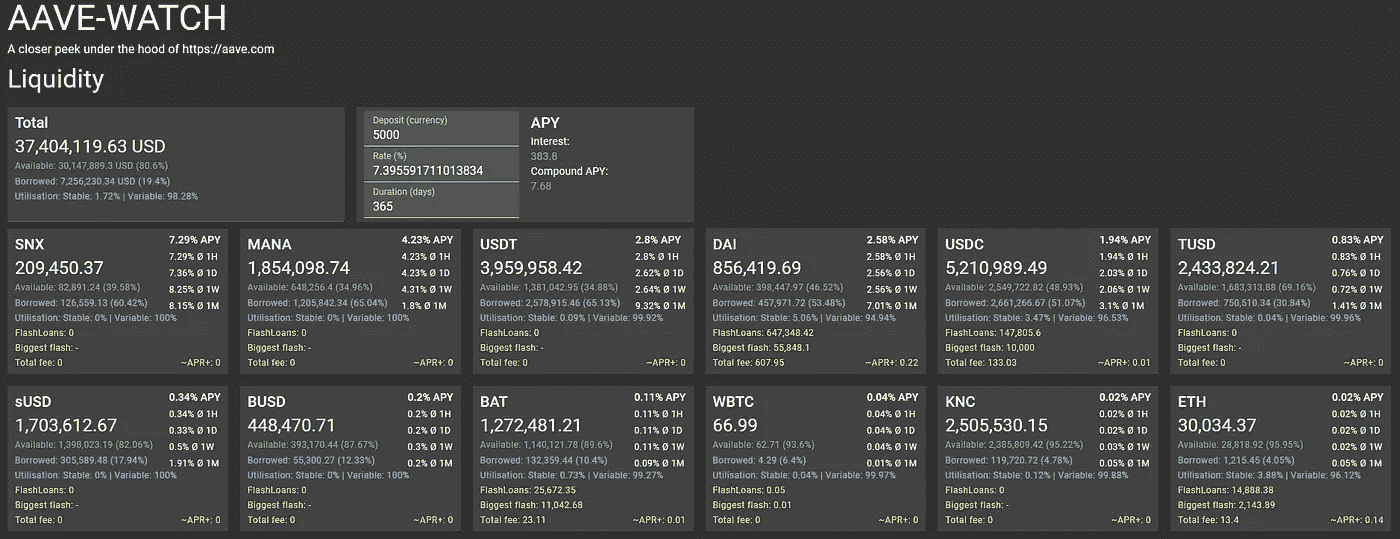 AAVE-WATCH
A closer peek under the hood of https://aave.com
Liquidity
Total
37,404,119.63 USD
Available: 30,147,889.3 USD (80.6%)
Borrowed: 7,256,230.34 USD (19.4%)
Utilisation: Stable: 1.72% | Variable: 98.28%
Deposit (currency)
5000
Rate (%)
7.395591711013834
Duration (days)
365
APY
Interest:
383.8
Compound APY:
7.68
SNX
7.29% APY
7.29% Ø 1H
209,450.37
7.36% Ø 1D
Available: 82,891.24 (39.58%)
8.25% Ø 1W
Borrowed: 126,559.13 (60.42%)
8.15% Ø 1M
Utilisation: Stable: 0% | Variable: 100%
FlashLoans: 0
Biggest flash: -
Total fee: 0
~APR+: 0
MANA
4.23% APY
4.23% Ø 1H
1,854,098.74
4.23% Ø 1D
Available: 648,256.4 (34.96%)
4.31% Ø 1W
Borrowed: 1,205,842.34 (65.04%)
1.8% Ø 1M
Utilisation: Stable: 0% | Variable: 100%
FlashLoans: 0
Biggest flash: -
Total fee: 0
~APR+: 0
USDT
2.8% APY
2.8% Ø 1H
3,959,958.42
2.62% Ø 1D
Available: 1,381,042.95 (34.88%)
2.64% Ø 1W
Borrowed: 2,578,915.46 (65.13%)
9.32% Ø 1M
Utilisation: Stable: 0.09% | Variable: 99.92%
FlashLoans: 0
Biggest flash: -
Total fee: 0
~APR+: 0
DAI
2.58% APY
2.58% Ø 1H
856,419.69
2.56% Ø 1D
Available: 398,447.97 (46.52%)
2.56% Ø 1W
Borrowed: 457,971.72 (53.48%)
7.01% Ø 1M
Utilisation: Stable: 5.06% | Variable: 94.94%
FlashLoans: 647,348.42
Biggest flash: 55,848.1
Total fee: 607.95
~APR+: 0.22
USDC
1.94% APY
1.94% Ø 1H
5,210,989.49
2.03% Ø 1D
Available: 2,549,722.82 (48.93%)
2.06% Ø 1W
Borrowed: 2,661,266.67 (51.07%)
3.1% Ø 1M
Utilisation: Stable: 3.47% | Variable: 96.53%
FlashLoans: 147,805.6
Biggest flash: 10,000
Total fee: 133.03
~APR+: 0.01
TUSD
0.83% APY
0.83% Ø 1H
2,433,824.21
0.76% Ø 1D
Available: 1,683,313.88 (69.16%)
0.72% Ø 1W
Borrowed: 750,510.34 (30.84%)
1.41% Ø 1M
Utilisation: Stable: 0.04% | Variable: 99.96%
FlashLoans: 0
Biggest flash: -
Total fee: 0
~APR+: 0
sUSD
0.34% APY
0.34% Ø 1H
1,703,612.67
0.33% Ø 1D
Available: 1,398,023.19 (82.06%)
0.5% Ø 1W
Borrowed: 305,589.48 (17.94%)
1.91% Ø 1M
Utilisation: Stable: 0% | Variable: 100%
FlashLoans: 0
Biggest flash: -
Total fee: 0
~APR+: 0
BUSD
0.2% APY
0.2% Ø 1H
448,470.71
0.2% Ø 1D
Available: 393,170.44 (87.67%)
0.3% Ø 1W
Borrowed: 55,300.27 (12.33%)
0.2% Ø 1M
Utilisation: Stable: 0% | Variable: 100%
FlashLoans: 0
Biggest flash: -
Total fee: 0
~APR+: 0
BAT
0.11% APY
0.11% Ø 1H
1,272,481.21
0.11% Ø 1D
Available: 1,140,121.78 (89.6%)
0.11% Ø 1W
Borrowed: 132,359.44 (10.4%)
0.09% Ø 1M
Utilisation: Stable: 0.73% | Variable: 99.27%
FlashLoans: 25,672.35
Biggest flash: 11,042.68
Total fee: 23.11
~APR+: 0.01
WBTC
0.04% APY
0.04% Ø 1H
66.99
0.04% Ø 1D
Available: 62.71 (93.6%)
0.04% Ø 1W
Borrowed: 4.29 (6.4%)
0.01% Ø 1M
Utilisation: Stable: 0.04% | Variable: 99.97%
FlashLoans: 0.05
Biggest flash: 0.01
Total fee: 0
~APR+: 0
KNC
0.02% APY
0.02% Ø 1H
2,505,530.15
0.02% Ø 1D
Available: 2,385,809.42 (95.22%)
0.03% Ø 1W
Borrowed: 119,720.72 (4.78%)
0.05% Ø 1M
Utilisation: Stable: 0.12% | Variable: 99.88%
FlashLoans: 0
Biggest flash: -
Total fee: 0
~APR+: 0
ETH
0.02% APY
0.02% Ø 1H
30,034.37
0.02% Ø 1D
Available: 28,818.92 (95.95%)
0.02% Ø 1W
Borrowed: 1,215.45 (4.05%)
0.05% Ø 1M
Utilisation: Stable: 3.88% | Variable: 96.12%
FlashLoans: 14,888.38
Biggest flash: 2,143.89
Total fee: 13.4
~APR+: 0.14